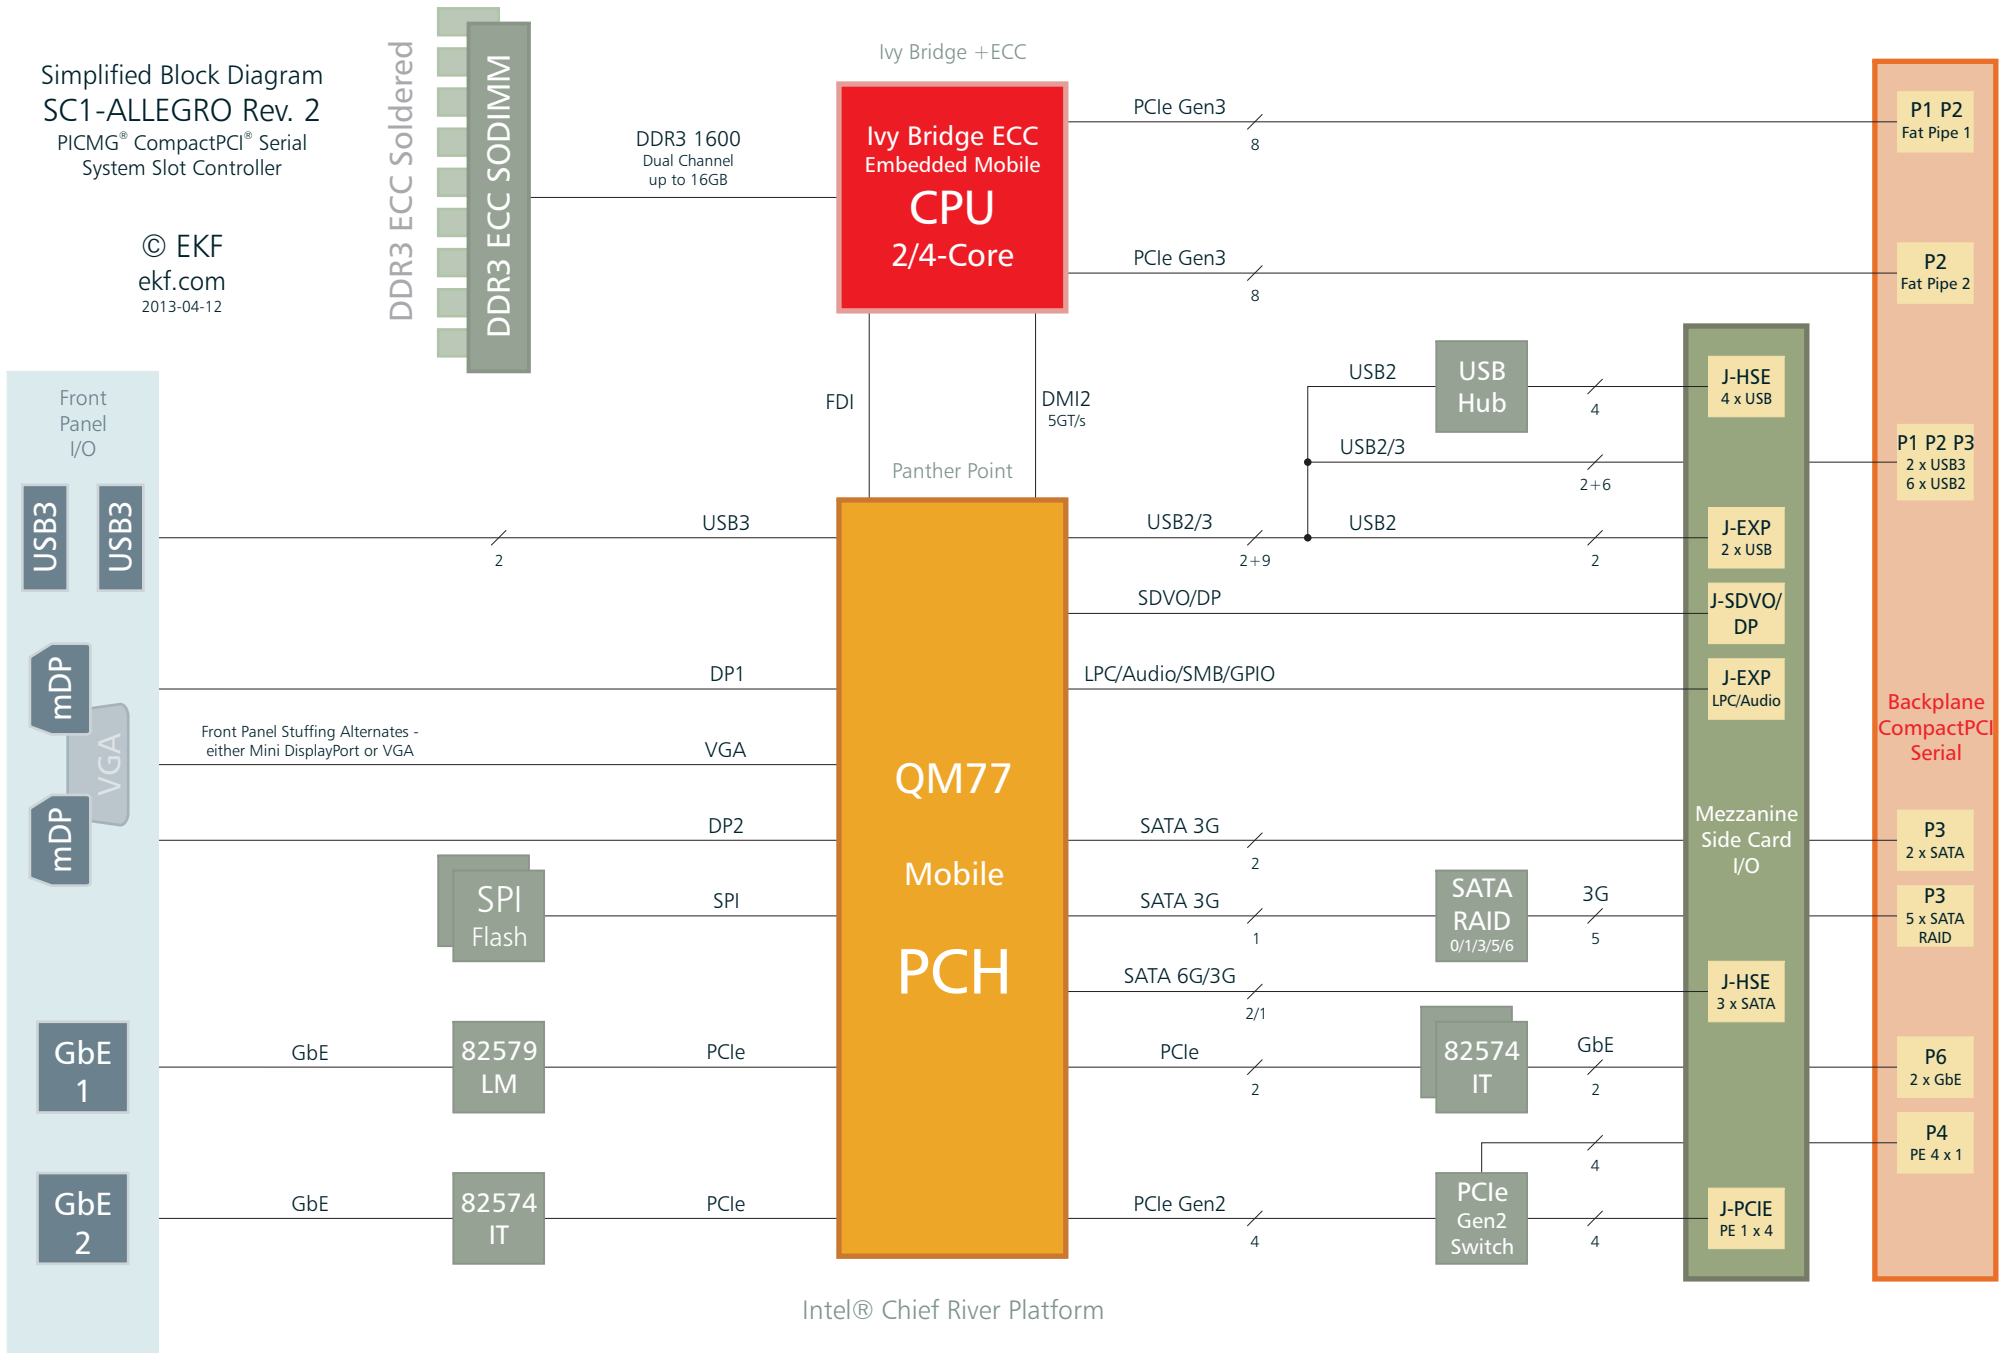 Simplified Block Diagram
SC1-ALLEGRO Rev. 2
PICMG® CompactPCI® Serial
System Slot Controller
© EKF
ekf.com
2013-04-12
DDR3 ECC Soldered
DDR3 ECC SODIMM
DDR3 1600
Dual Channel
up to 16GB
Ivy Bridge +ECC
Ivy Bridge ECC
Embedded Mobile
CPU
2/4-Core
PCIe Gen3
8
P1 P2
Fat Pipe 1
PCIe Gen3
8
P2
Fat Pipe 2
FDI
DMI2
5GT/s
Panther Point
Front
Panel
I/O
USB3
USB3
2
USB3
mDP
VGA
mDP
DP1
Front Panel Stuffing Alternates -
either Mini DisplayPort or VGA
VGA
DP2
SPI
Flash
SPI
GbE
1
GbE
82579
LM
PCIe
GbE
2
GbE
82574
IT
PCIe
QM77
Mobile
PCH
USB2
USB
Hub
4
J-HSE
4 x USB
USB2/3
2+6
P1 P2 P3
2 x USB3
6 x USB2
USB2/3
2+9
USB2
2
J-EXP
2 x USB
SDVO/DP
J-SDVO/
DP
LPC/Audio/SMB/GPIO
J-EXP
LPC/Audio
Backplane
CompactPCI
Serial
Mezzanine
Side Card
I/O
SATA 3G
2
P3
2 x SATA
SATA 3G
1
SATA
RAID
0/1/3/5/6
3G
5
P3
5 x SATA
RAID
SATA 6G/3G
2/1
J-HSE
3 x SATA
PCIe
2
82574
IT
GbE
2
P6
2 x GbE
4
P4
PE 4 x 1
PCIe Gen2
4
PCIe
Gen2
Switch
4
J-PCIE
PE 1 x 4
Intel® Chief River Platform